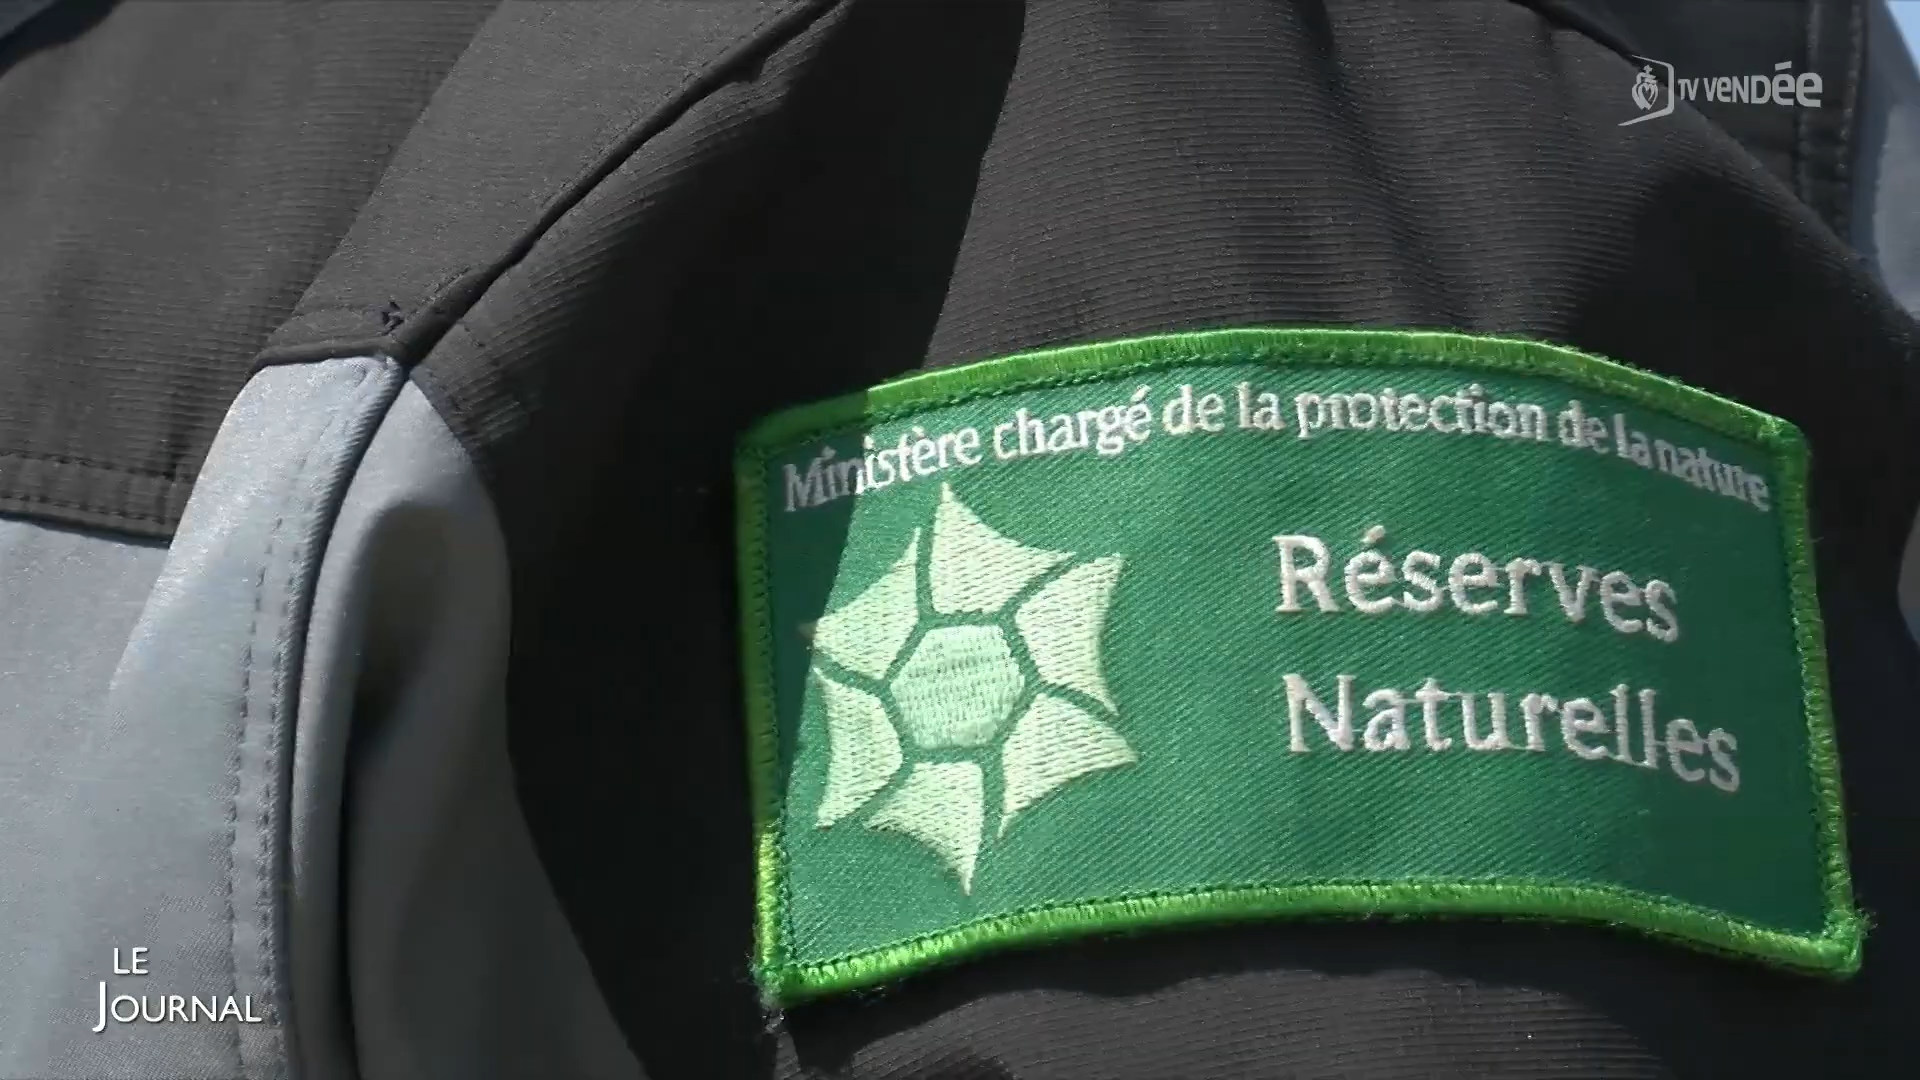 TV VENDÉE
Ministère chargé de la protection de la nature
Réserves
Naturelles
LE
JOURNAL